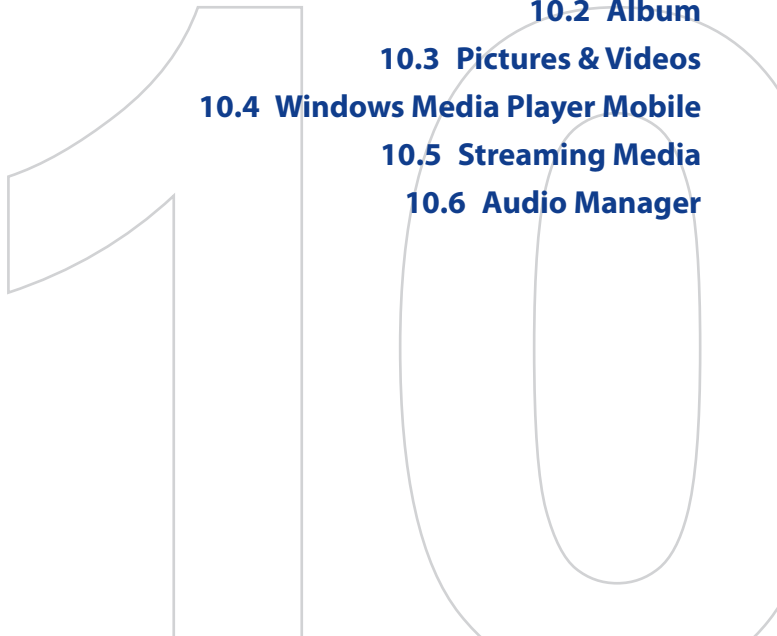 10.2 Album
10.3 Pictures & Videos
10.4 Windows Media Player Mobile
10.5 Streaming Media
10.6 Audio Manager
10